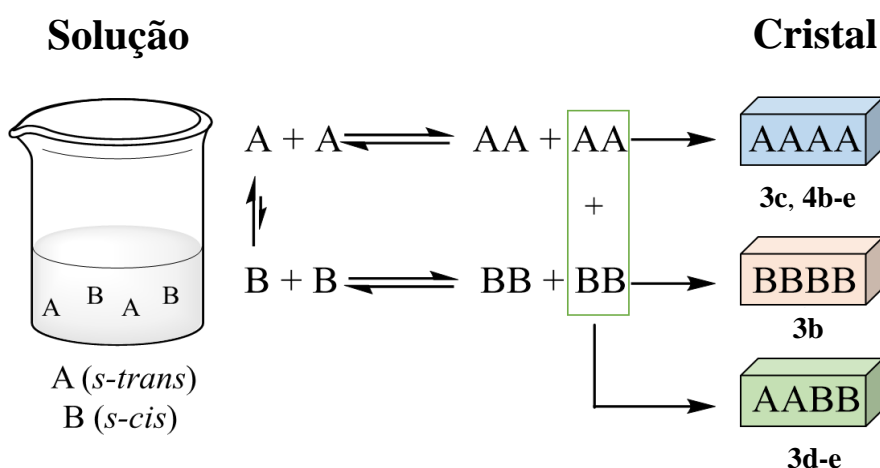 Solução
Cristal
A + A
AA + AA
AAAA
3c, 4b-e
+
B + B
BB + BB
BBBB
3b
A B A B
A (s-trans)
B (s-cis)
AABB
3d-e